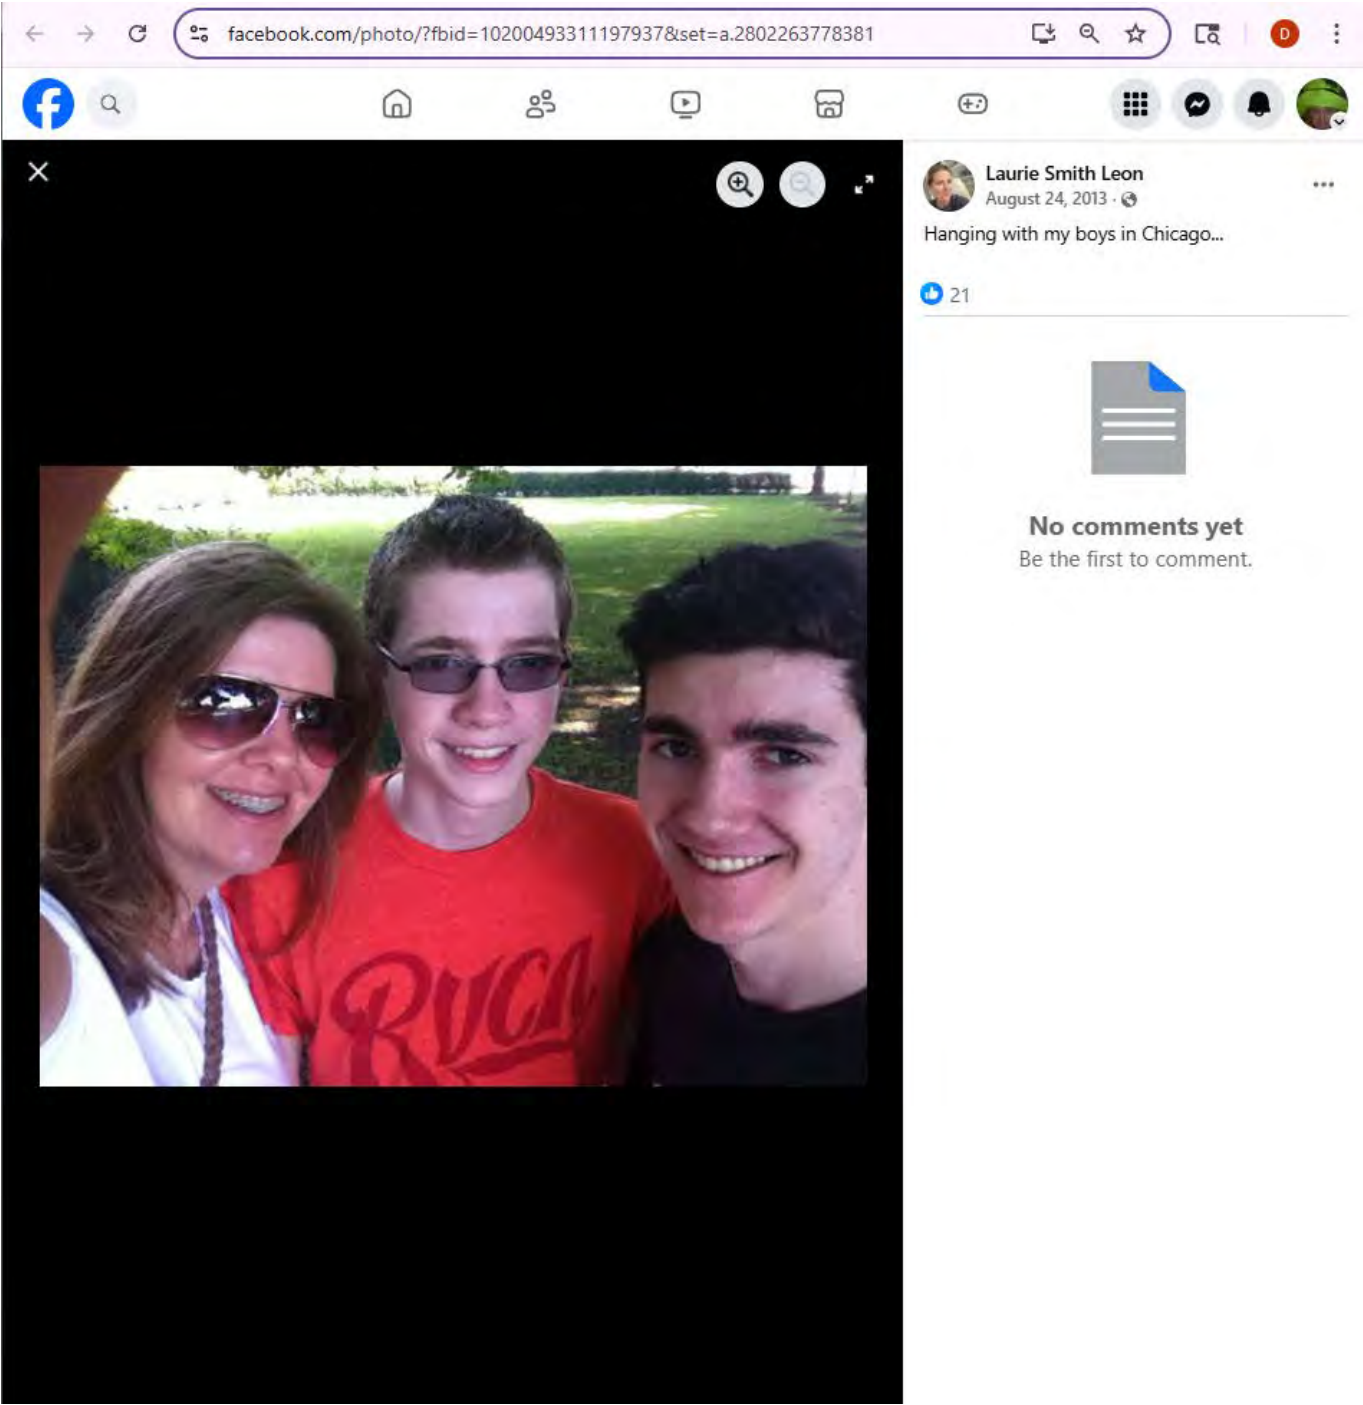 facebook.com/photo/?fbid=10200493311197937&set=a.2802263778381
D
Laurie Smith Leon
August 24, 2013
Hanging with my boys in Chicago...
21
No comments yet
Be the first to comment.
RVCA